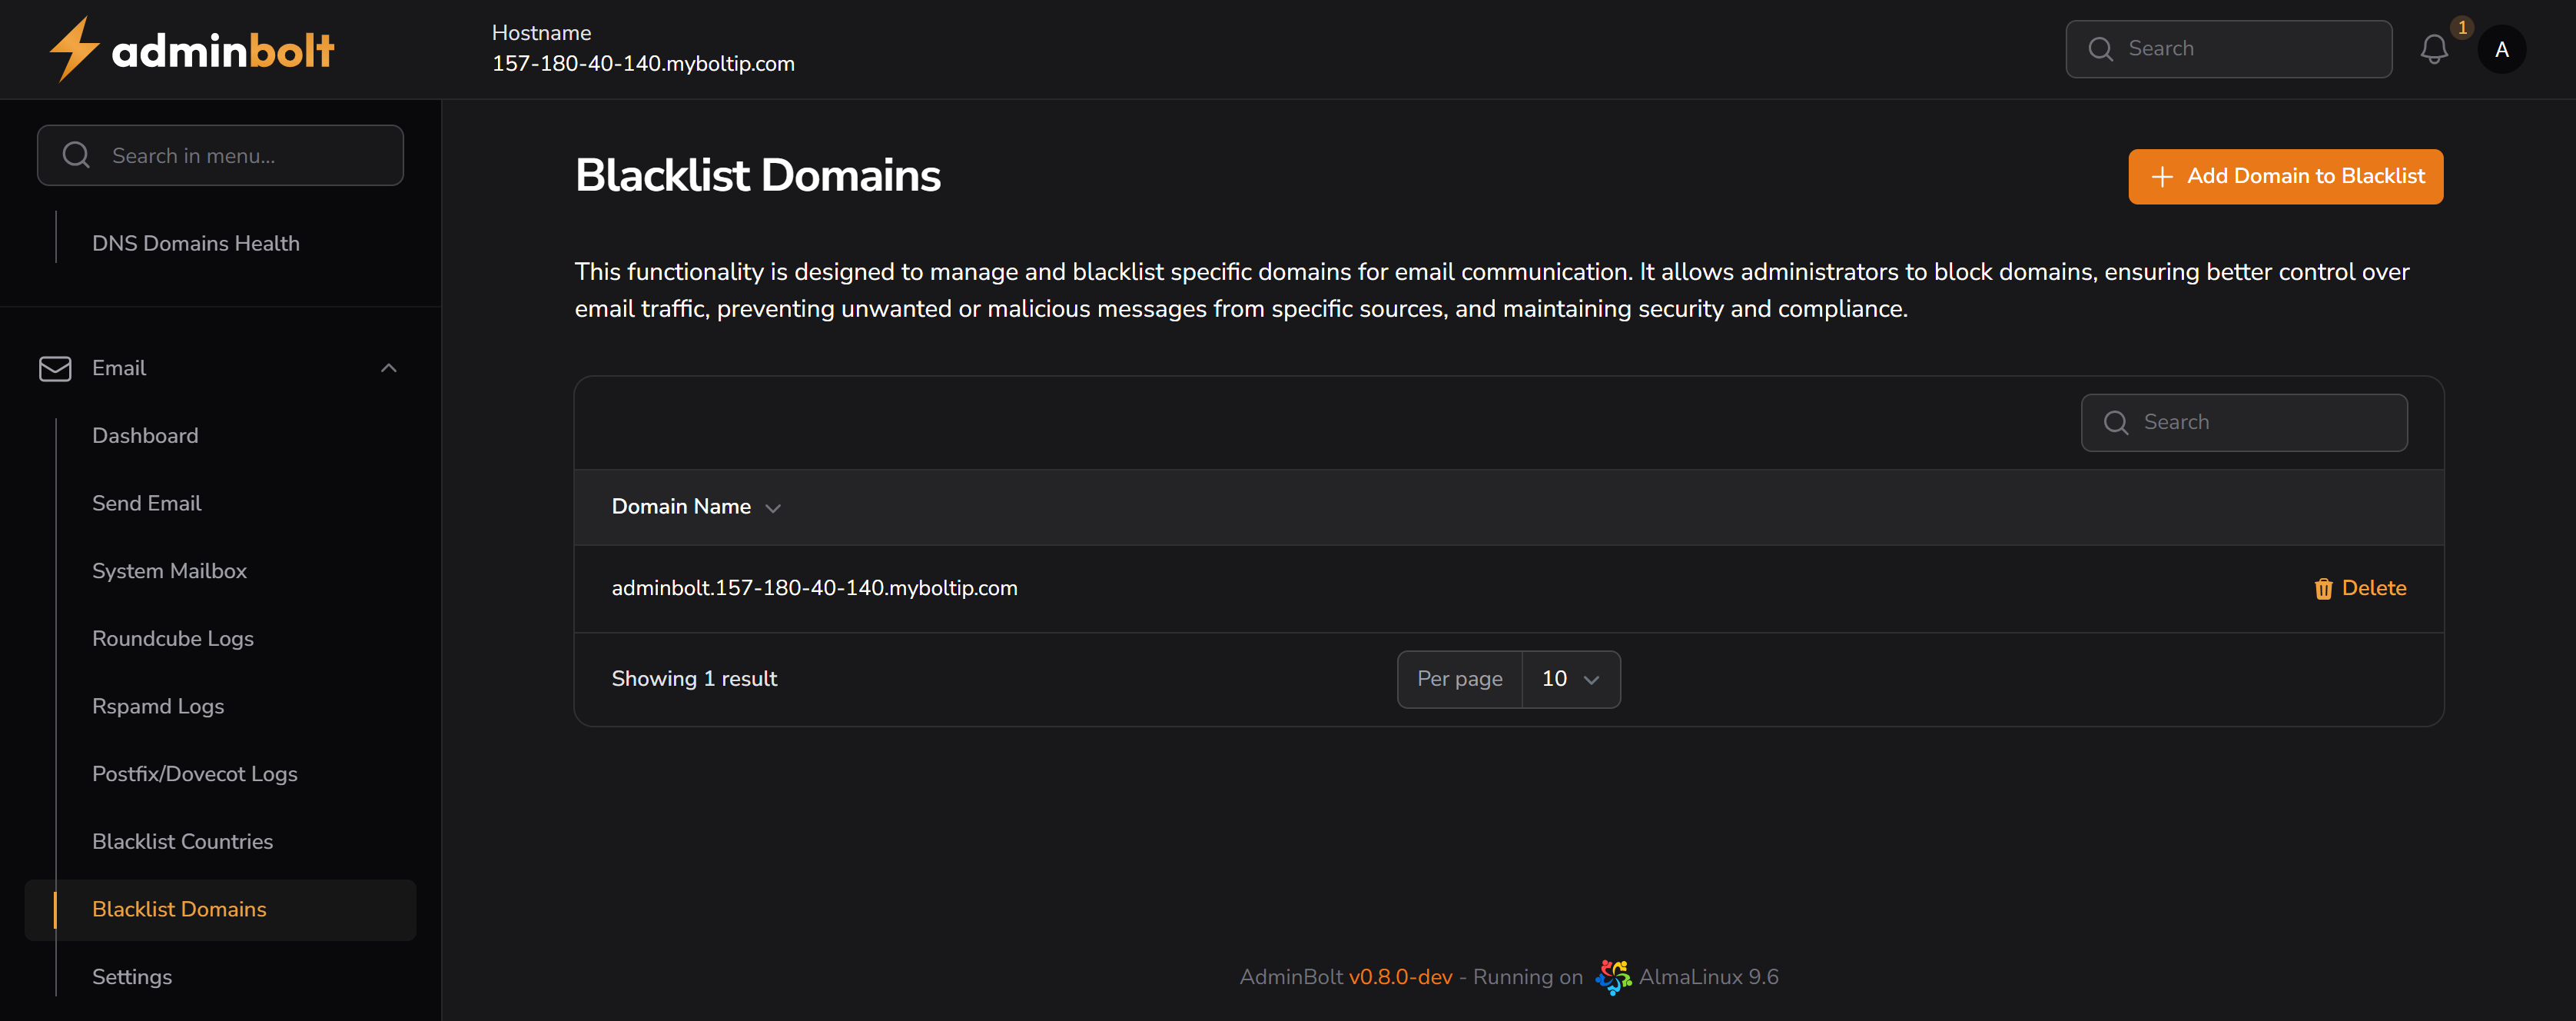 adminbolt
Hostname
157-180-40-140.myboltip.com
Search
1
A
Search in menu...
DNS Domains Health
Email
Dashboard
Send Email
System Mailbox
Roundcube Logs
Rspamd Logs
Postfix/Dovecot Logs
Blacklist Countries
Blacklist Domains
Settings
Blacklist Domains
Add Domain to Blacklist
This functionality is designed to manage and blacklist specific domains for email communication. It allows administrators to block domains, ensuring better control over
email traffic, preventing unwanted or malicious messages from specific sources, and maintaining security and compliance.
Search
Domain Name
adminbolt.157-180-40-140.myboltip.com
Delete
Showing 1 result
Per page 10
AdminBolt v0.8.0-dev - Running on AlmaLinux 9.6